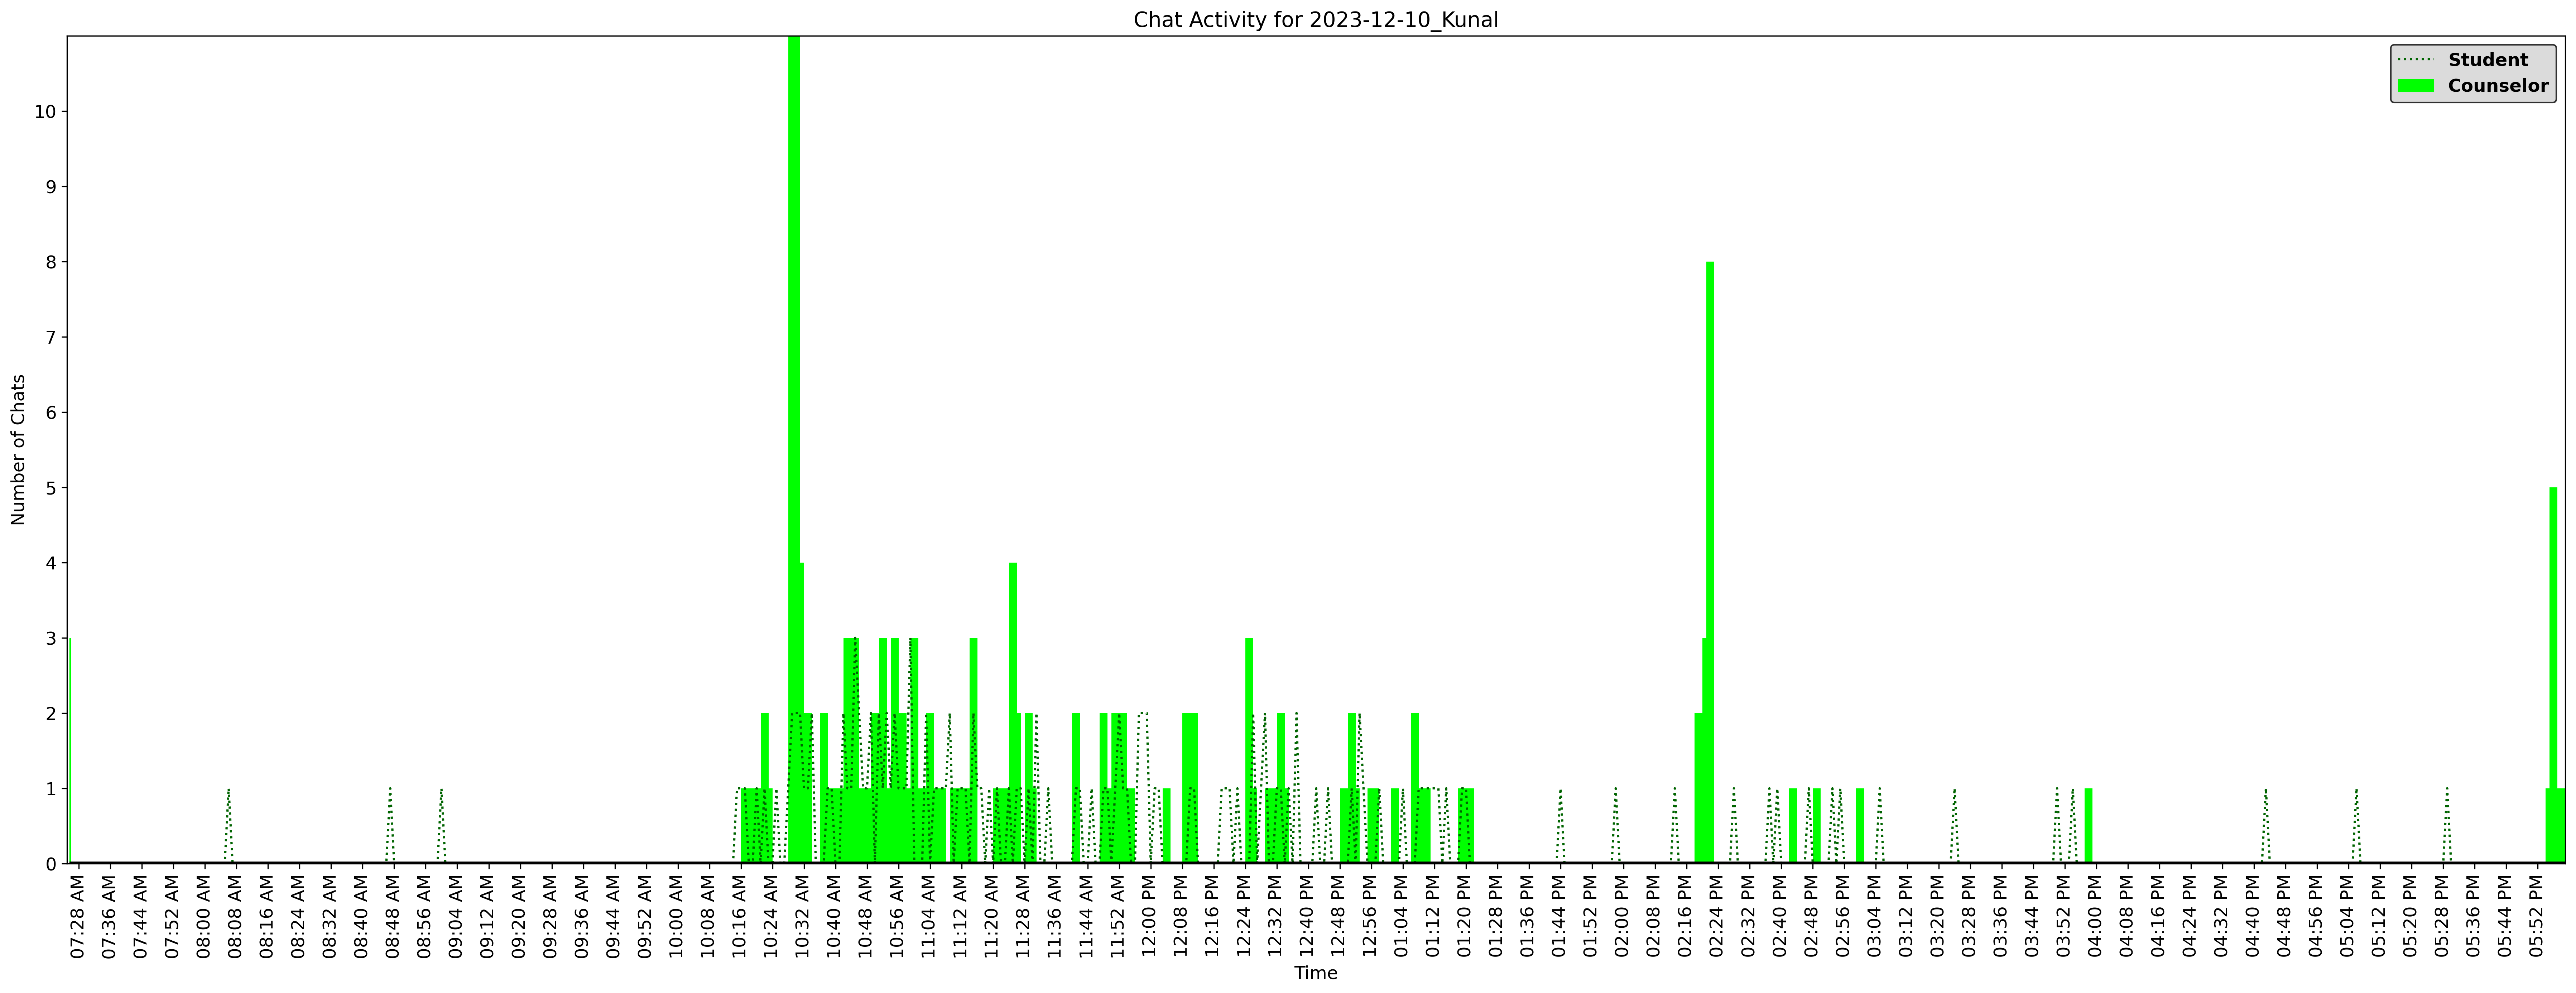 Chat Activity for 2023-12-10_Kunal
Student
Counselor
Number of Chats
10
9
8
7
6
5
4
3
2
1
0
07:28 AM
07:36 AM
07:44 AM
07:52 AM
08:00 AM
08:08 AM
08:16 AM
08:24 AM
08:32 AM
08:40 AM
08:48 AM
08:56 AM
09:04 AM
09:12 AM
09:20 AM
09:28 AM
09:36 AM
09:44 AM
09:52 AM
10:00 AM
10:08 AM
10:16 AM
10:24 AM
10:32 AM
10:40 AM
10:48 AM
10:56 AM
11:04 AM
11:12 AM
11:20 AM
11:28 AM
11:36 AM
11:44 AM
11:52 AM
12:00 PM
12:08 PM
12:16 PM
12:24 PM
12:32 PM
12:40 PM
12:48 PM
12:56 PM
01:04 PM
01:12 PM
01:20 PM
01:28 PM
01:36 PM
01:44 PM
01:52 PM
02:00 PM
02:08 PM
02:16 PM
02:24 PM
02:32 PM
02:40 PM
02:48 PM
02:56 PM
03:04 PM
03:12 PM
03:20 PM
03:28 PM
03:36 PM
03:44 PM
03:52 PM
04:00 PM
04:08 PM
04:16 PM
04:24 PM
04:32 PM
04:40 PM
04:48 PM
04:56 PM
05:04 PM
05:12 PM
05:20 PM
05:28 PM
05:36 PM
05:44 PM
05:52 PM
Time